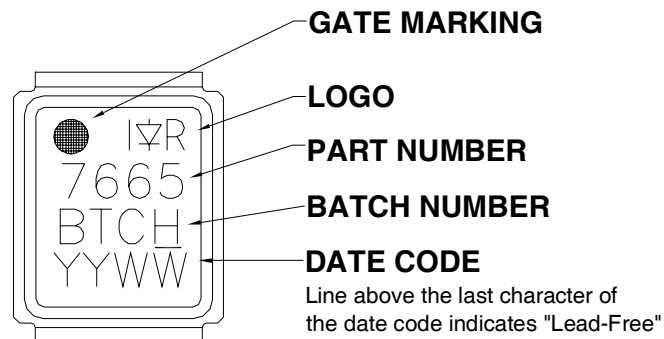 GATE MARKING
LOGO
I R
PART NUMBER
7665
BATCH NUMBER
BTCH
DATE CODE
YYWW
Line above the last character of
the date code indicates "Lead-Free"